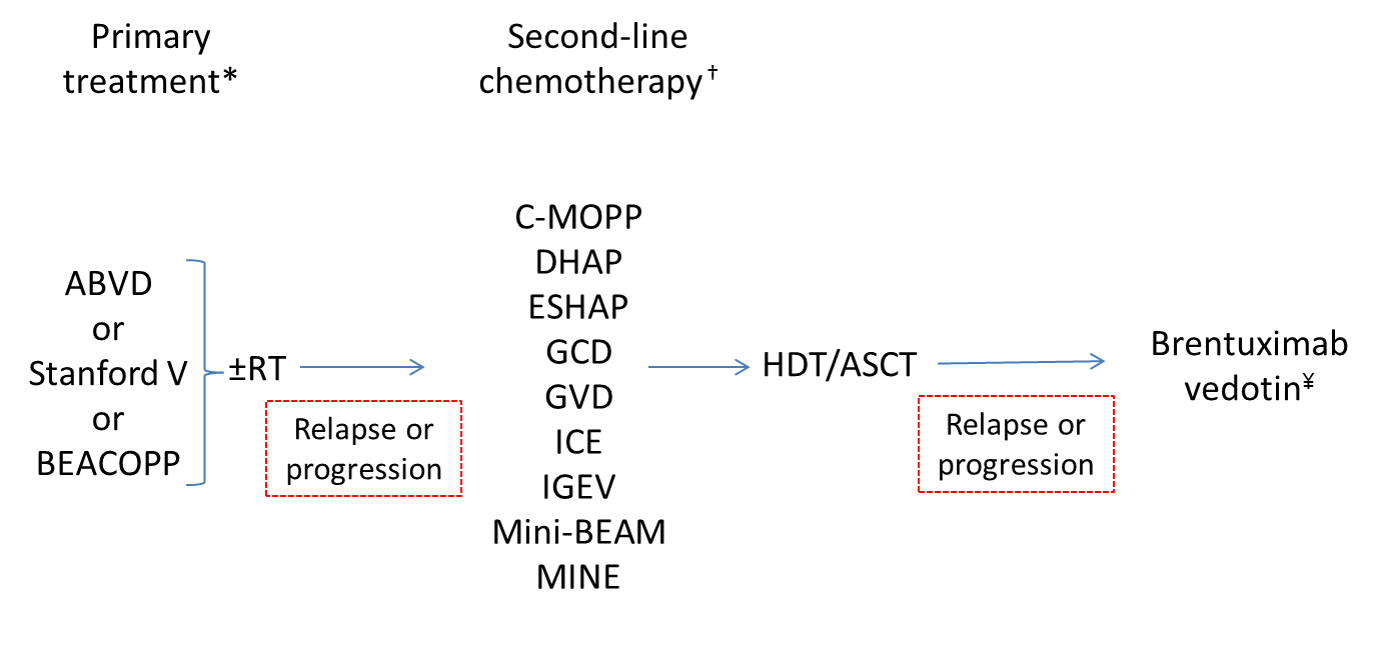 Primary
treatment*
Second-line
chemotherapy†
ABVD
or
Stanford V
or
BEACOPP
±RT
Relapse or
progression
C-MOPP
DHAP
ESHAP
GCD
GVD
ICE
IGEV
Mini-BEAM
MINE
HDT/ASCT
Relapse or
progression
Brentuximab
vedotin¥